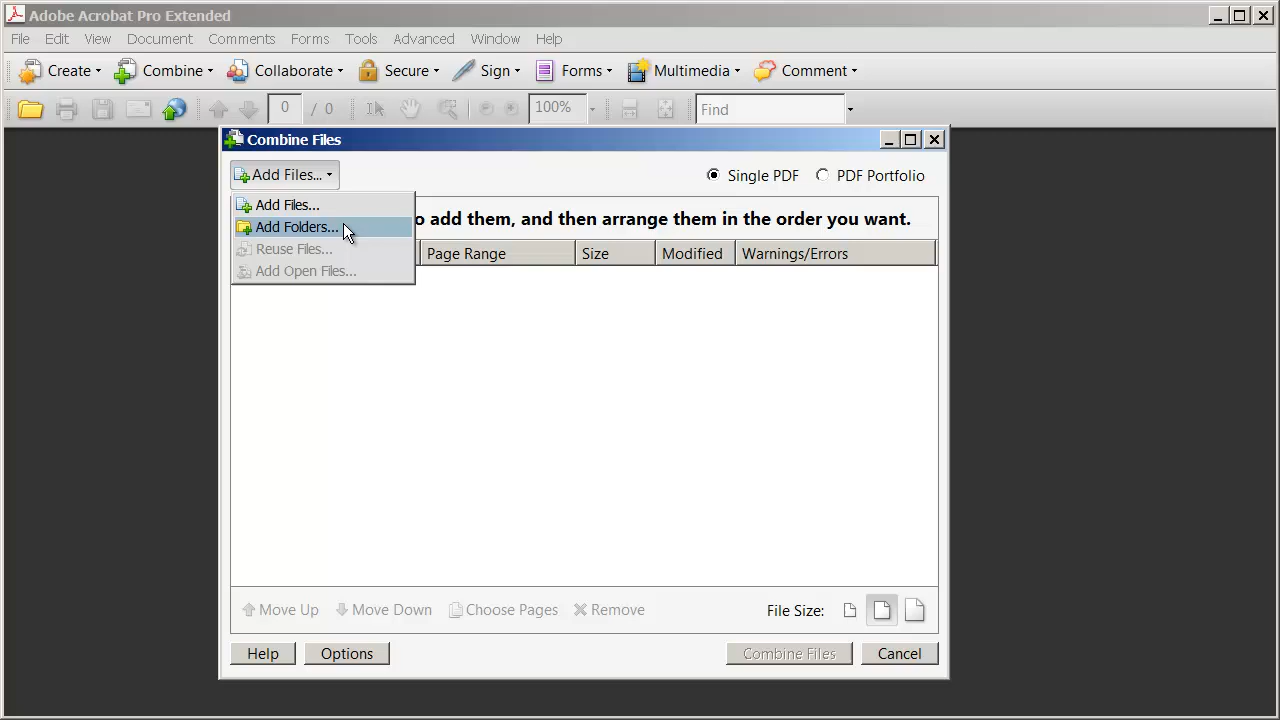 Adobe Acrobat Pro Extended
File Edit View Document Comments Forms Tools Advanced Window Help
Create Combine Collaborate Secure Sign Forms Multimedia Comment
0 / 0 100% Find
Combine Files
Add Files... Single PDF PDF Portfolio
Add Files...
o add them, and then arrange them in the order you want.
Add Folders...
Reuse Files... Page Range Size Modified Warnings/Errors
Add Open Files...
Move Up Move Down Choose Pages Remove File Size:
Help Options Combine Files Cancel